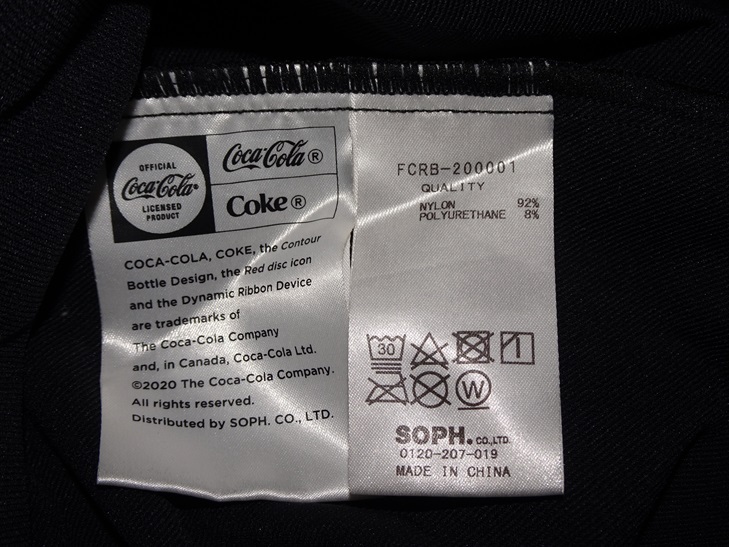 OFFICIAL
Coca-Cola®
LICENSED
PRODUCT
Coca-Cola®
Coke®
COCA-COLA, COKE, the Contour
Bottle Design, the Red disc icon
and the Dynamic Ribbon Device
are trademarks of
The Coca-Cola Company
and, in Canada, Coca-Cola Ltd.
©2020 The Coca-Cola Company.
All rights reserved.
Distributed by SOPH. CO., LTD.
FCRB-200001
QUALITY
NYLON 92%
POLYURETHANE 8%
30
W
SOPH. CO.,LTD.
0120-207-019
MADE IN CHINA